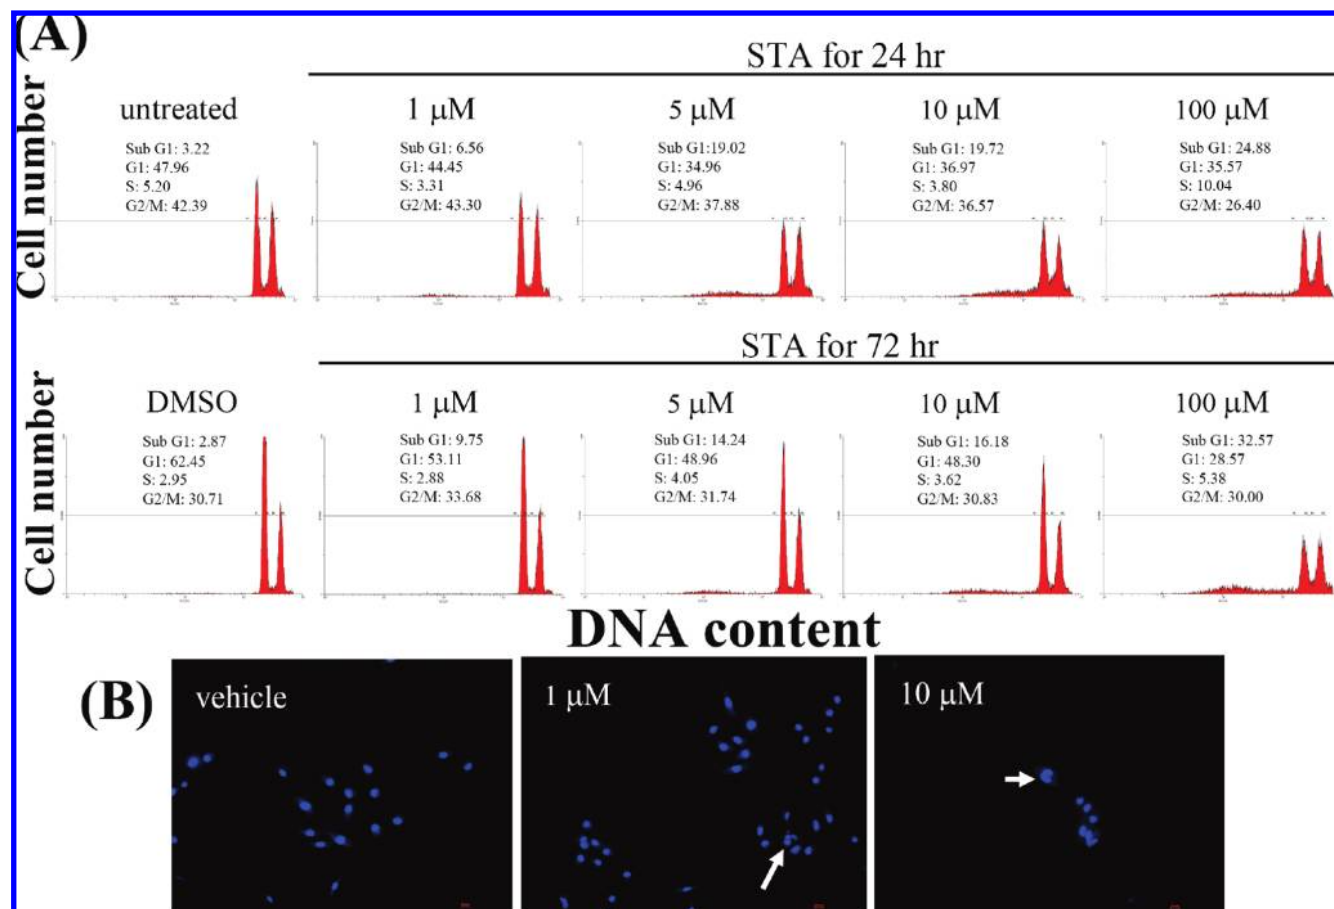 (A)
STA for 24 hr
untreated
1 μM
5 μM
10 μM
100 μM
Cell number
Sub G1: 3.22
G1: 47.96
S: 5.20
G2/M: 42.39
Sub G1: 6.56
G1: 44.45
S: 3.31
G2/M: 43.30
Sub G1:19.02
G1: 34.96
S: 4.96
G2/M: 37.88
Sub G1: 19.72
G1: 36.97
S: 3.80
G2/M: 36.57
Sub G1: 24.88
G1: 35.57
S: 10.04
G2/M: 26.40
STA for 72 hr
DMSO
1 μM
5 μM
10 μM
100 μM
Cell number
Sub G1: 2.87
G1: 62.45
S: 2.95
G2/M: 30.71
Sub G1: 9.75
G1: 53.11
S: 2.88
G2/M: 33.68
Sub G1: 14.24
G1: 48.96
S: 4.05
G2/M: 31.74
Sub G1: 16.18
G1: 48.30
S: 3.62
G2/M: 30.83
Sub G1: 32.57
G1: 28.57
S: 5.38
G2/M: 30.00
DNA content
(B)
vehicle
1 μM
10 μM